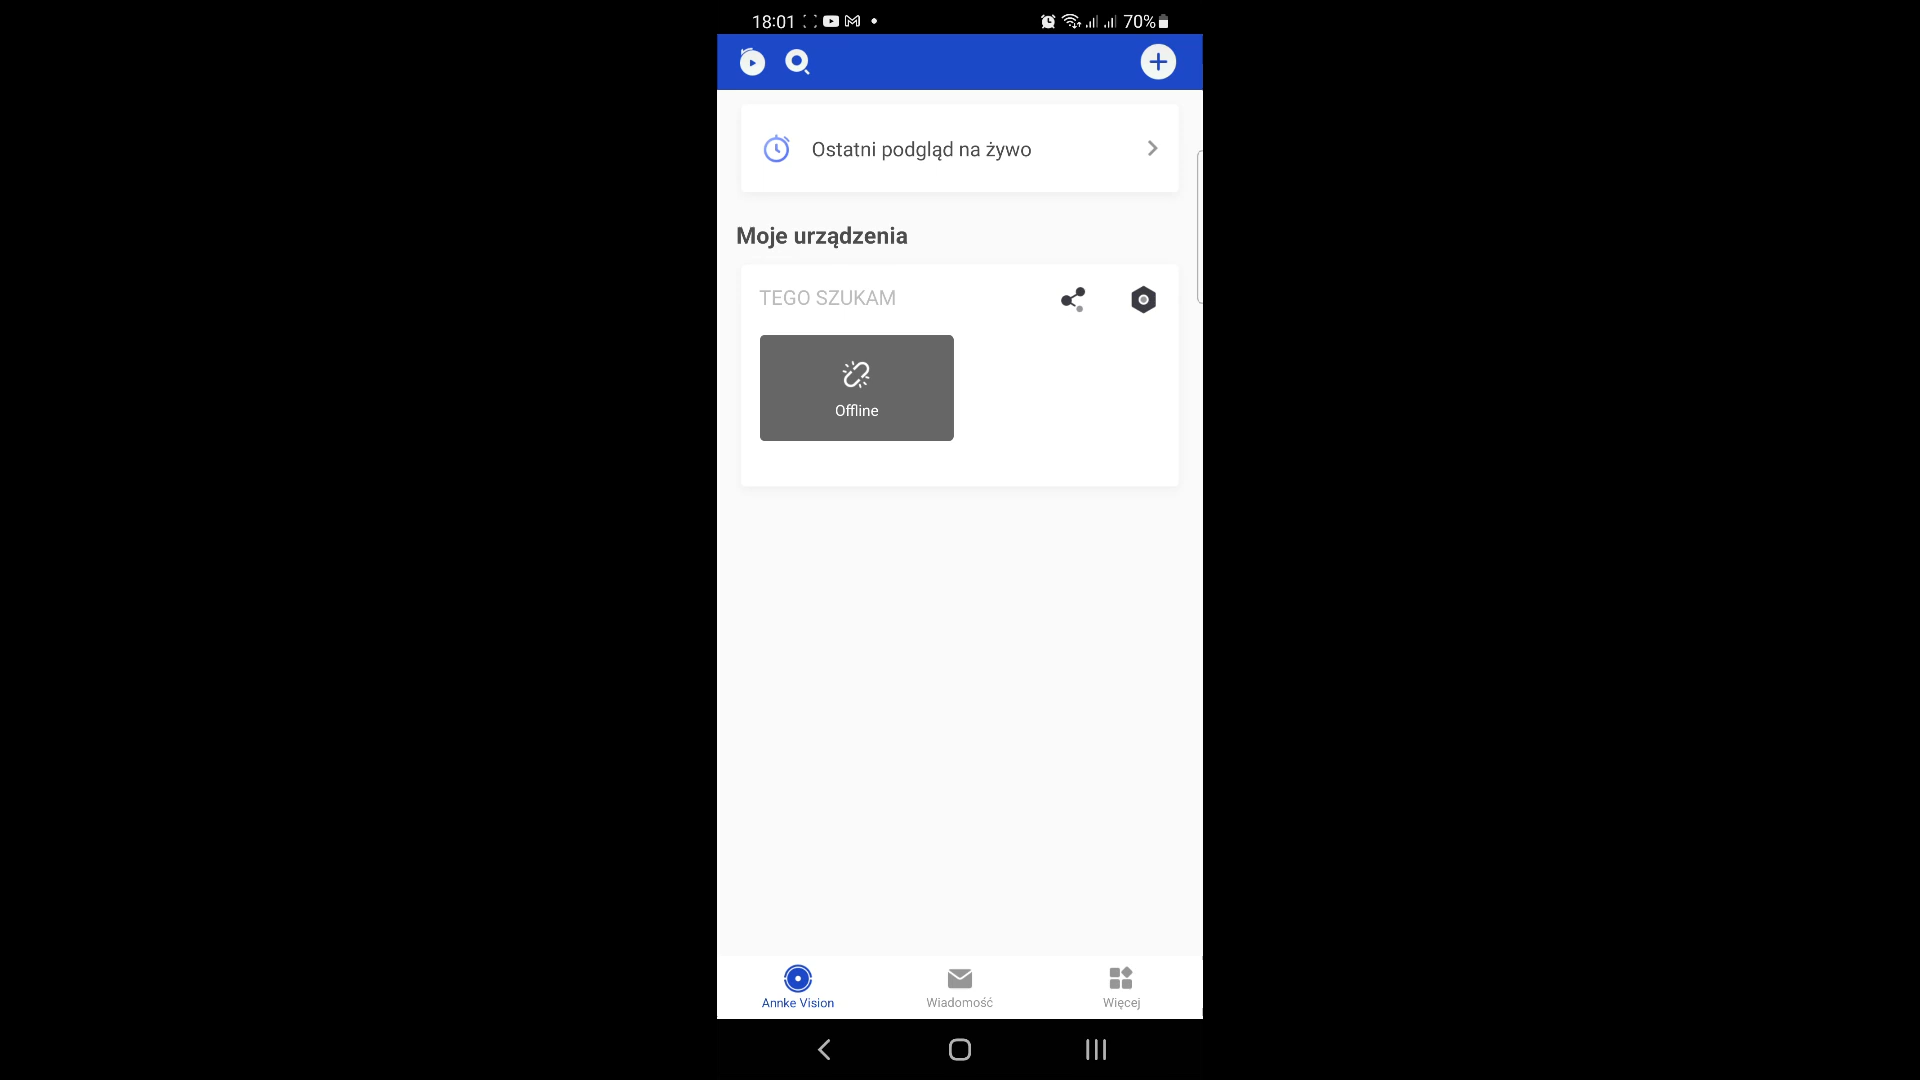 18:01
70%
Ostatni podgląd na żywo
Moje urządzenia
TEGO SZUKAM
Offline
Annke Vision
Wiadomość
Więcej